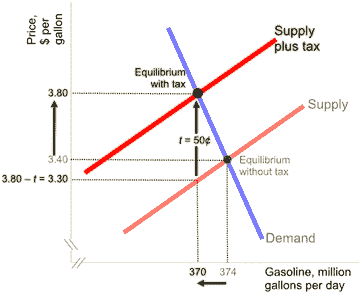 Price,
$ per
gallon
Supply
plus tax
Equilibrium
with tax
3.80
Supply
t = 50¢
3.40
Equilibrium
without tax
3.80 – t = 3.30
Demand
370
374
Gasoline, million
gallons per day